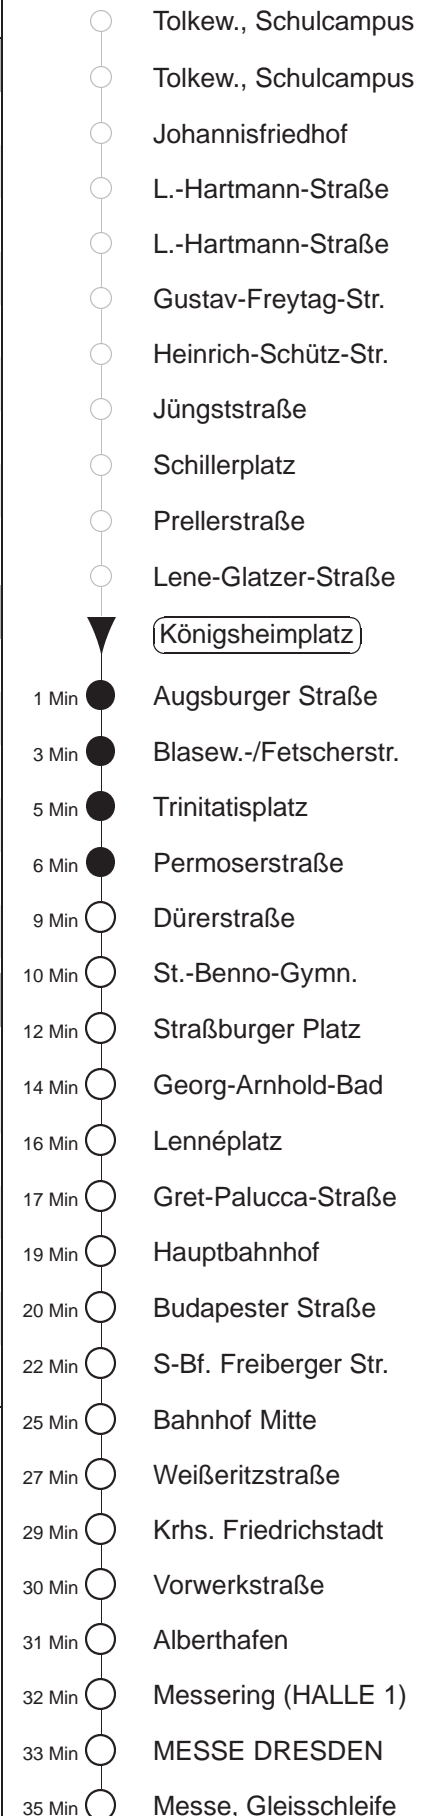 Tolkew., Schulcampus
Tolkew., Schulcampus
Johannisfriedhof
L.-Hartmann-Straße
L.-Hartmann-Straße
Gustav-Freytag-Str.
Heinrich-Schütz-Str.
Jüngststraße
Schillerplatz
Prellerstraße
Lene-Glatzer-Straße
Königsheimplatz
1 Min Augsburger Straße
3 Min Blasew.-/Fetscherstr.
5 Min Trinitatisplatz
6 Min Permoserstraße
9 Min Dürerstraße
10 Min St.-Benno-Gymn.
12 Min Straßburger Platz
14 Min Georg-Arnhold-Bad
16 Min Lennéplatz
17 Min Gret-Palucca-Straße
19 Min Hauptbahnhof
20 Min Budapester Straße
22 Min S-Bf. Freiberger Str.
25 Min Bahnhof Mitte
27 Min Weißeritzstraße
29 Min Krhs. Friedrichstadt
30 Min Vorwerkstraße
31 Min Alberthafen
32 Min Messering (HALLE 1)
33 Min MESSE DRESDEN
35 Min Messe, Gleisschleife